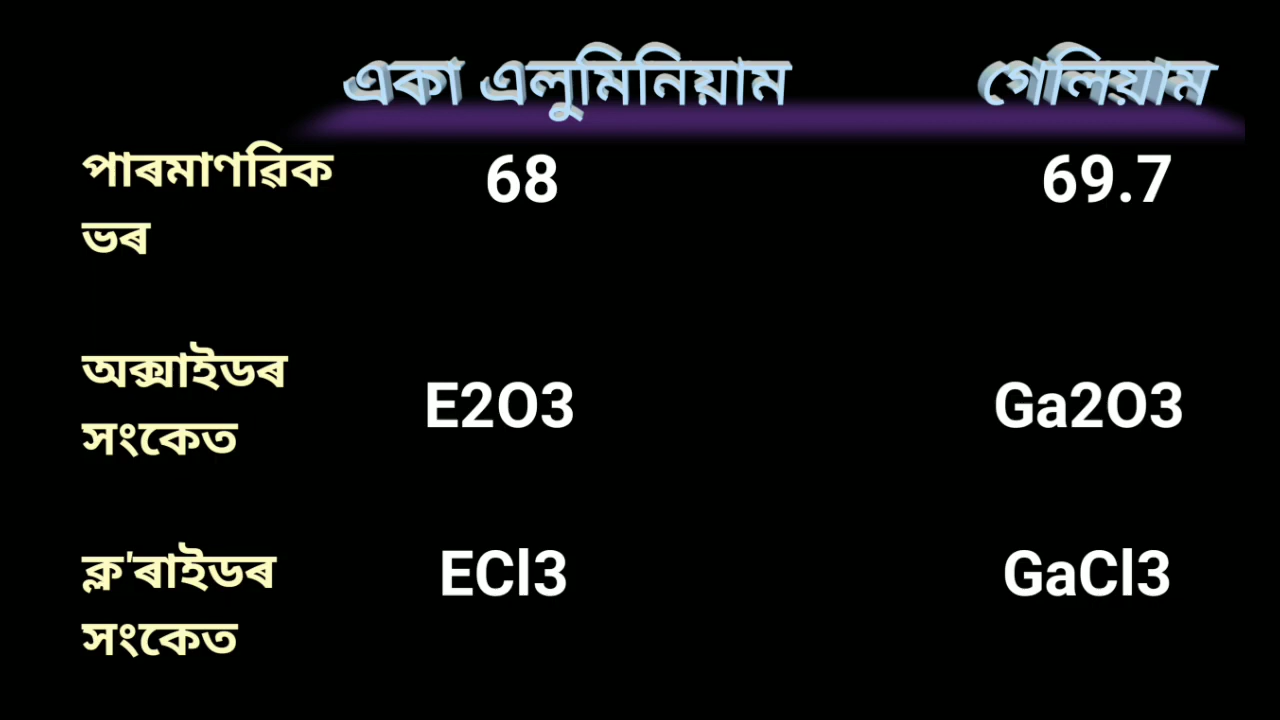 একা এলুমিনিয়াম গেলিয়াম
পাৰমাণৱিক 68 69.7
ভৰ
অক্সাইডৰ
সংকেত E2O3 Ga2O3
ক্ল'ৰাইডৰ ECl3 GaCl3
সংকেত